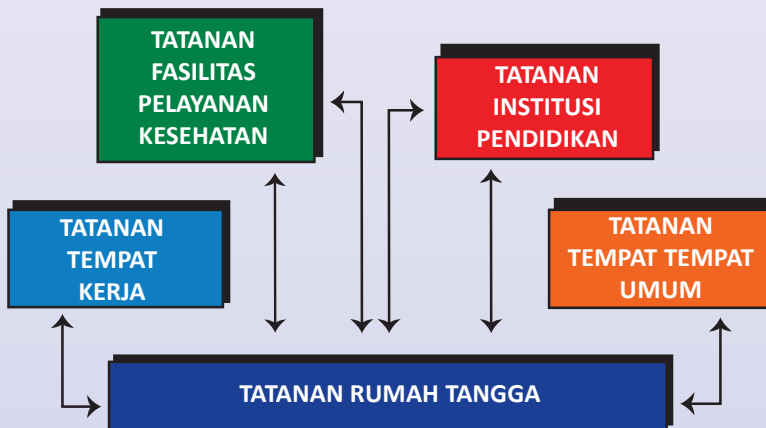 TATANAN
FASILITAS
PELAYANAN
KESEHATAN
TATANAN
INSTITUSI
PENDIDIKAN
TATANAN
TEMPAT
KERJA
TATANAN
TEMPAT TEMPAT
UMUM
TATANAN RUMAH TANGGA